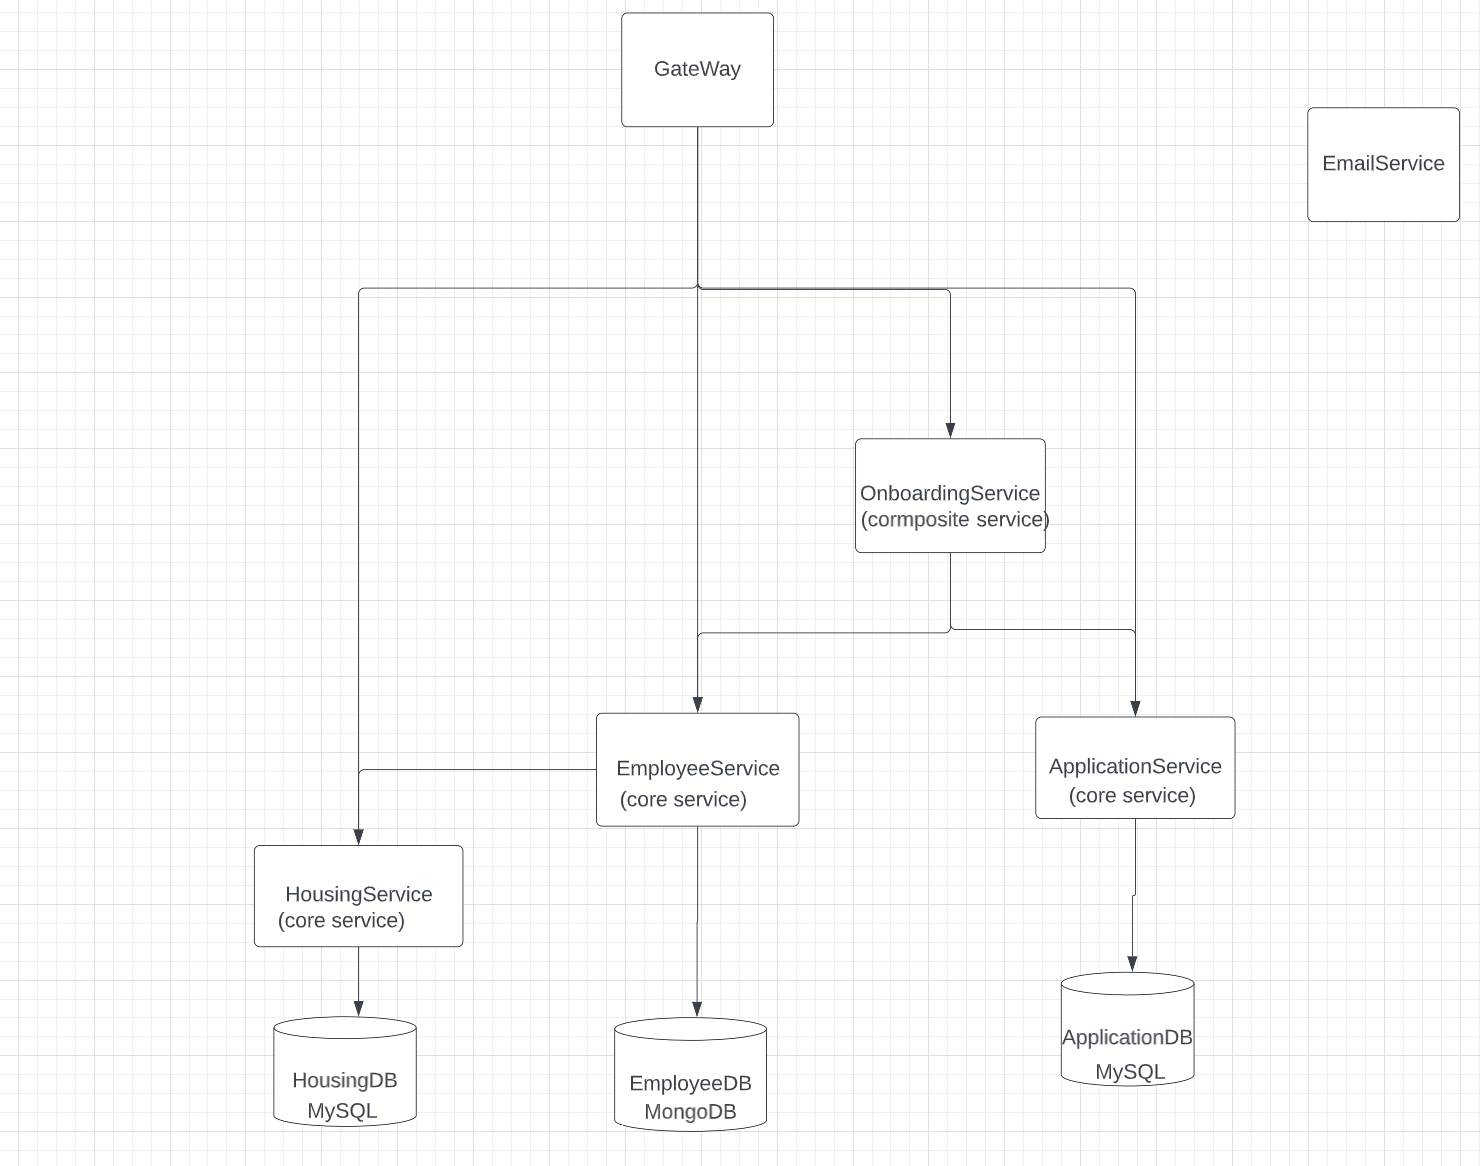 GateWay
EmailService
OnboardingService
(cormposite service)
EmployeeService
(core service)
ApplicationService
(core service)
HousingService
(core service)
HousingDB
MySQL
EmployeeDB
MongoDB
ApplicationDB
MySQL